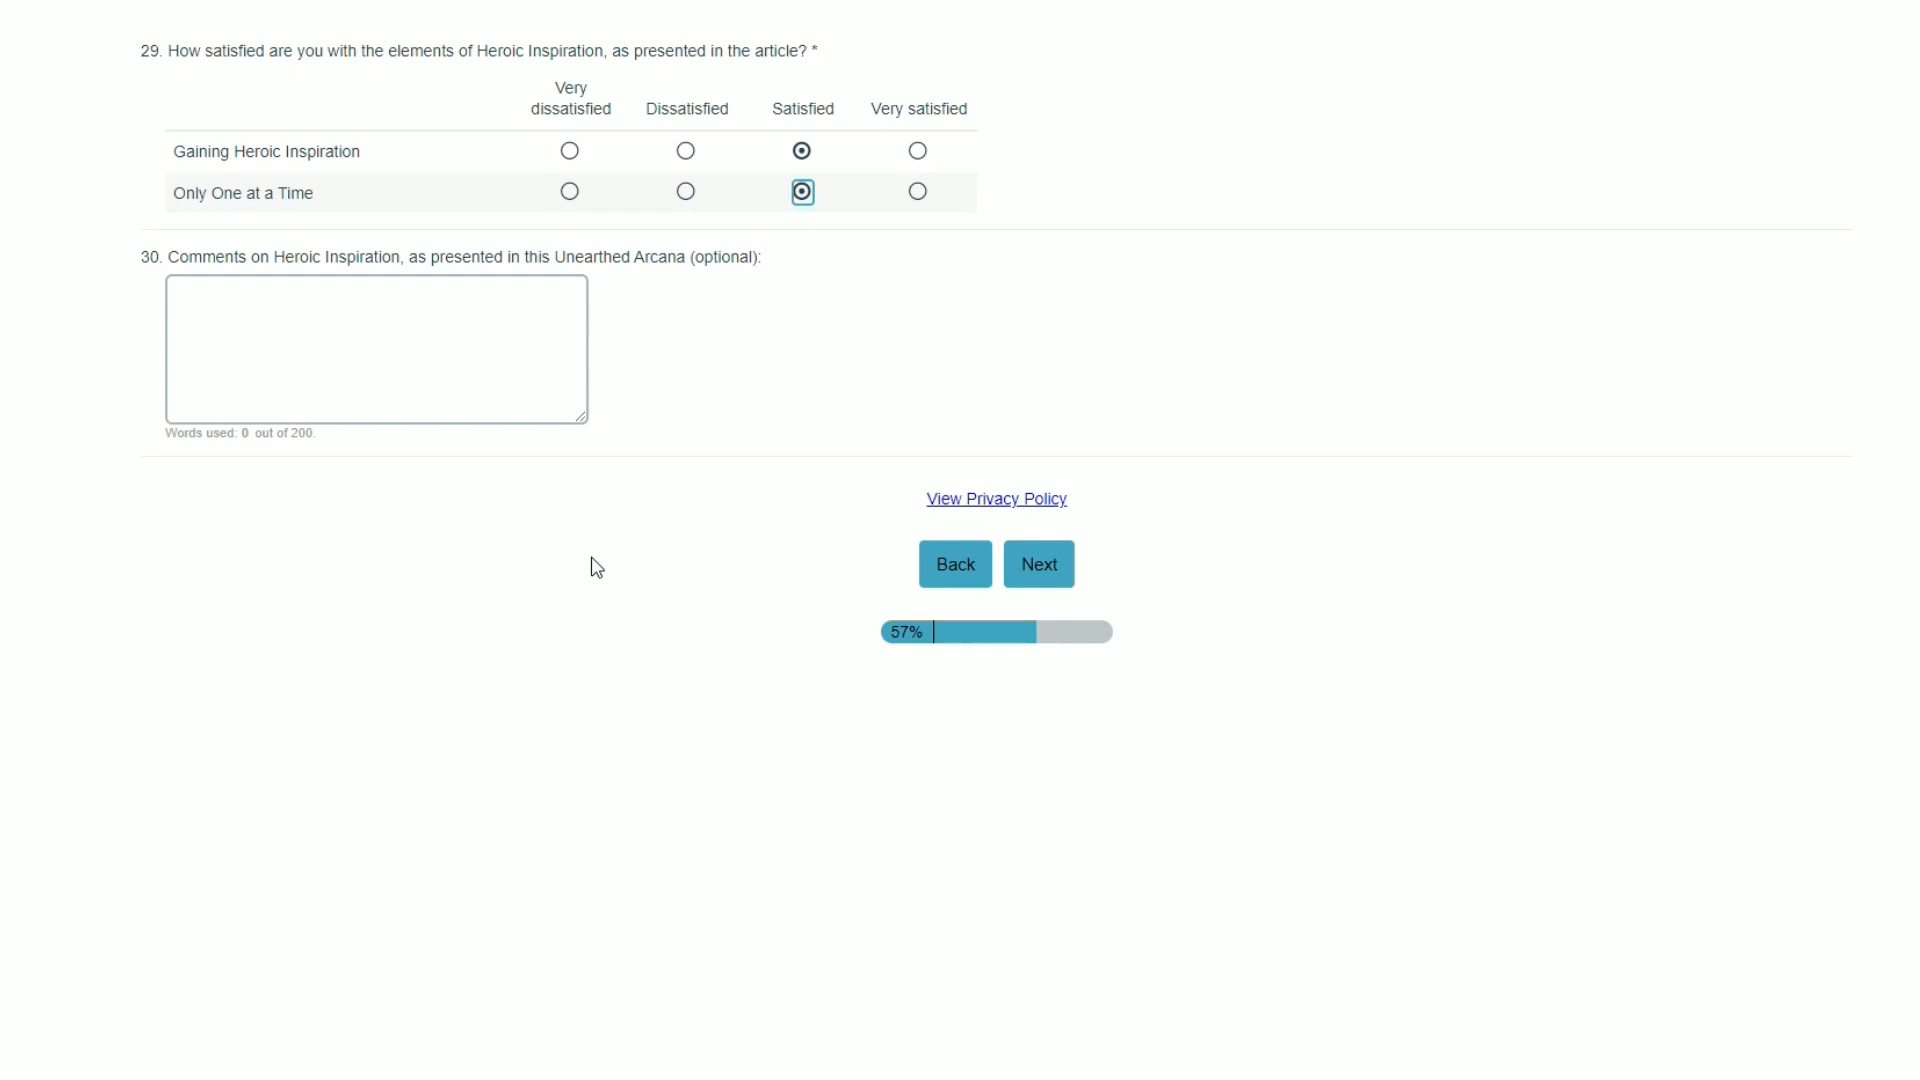 29. How satisfied are you with the elements of Heroic Inspiration, as presented in the article? *
Very
dissatisfied Dissatisfied Satisfied Very satisfied
Gaining Heroic Inspiration
Only One at a Time
30. Comments on Heroic Inspiration, as presented in this Unearthed Arcana (optional):
Words used: 0 out of 200.
View Privacy Policy
Back Next
57%